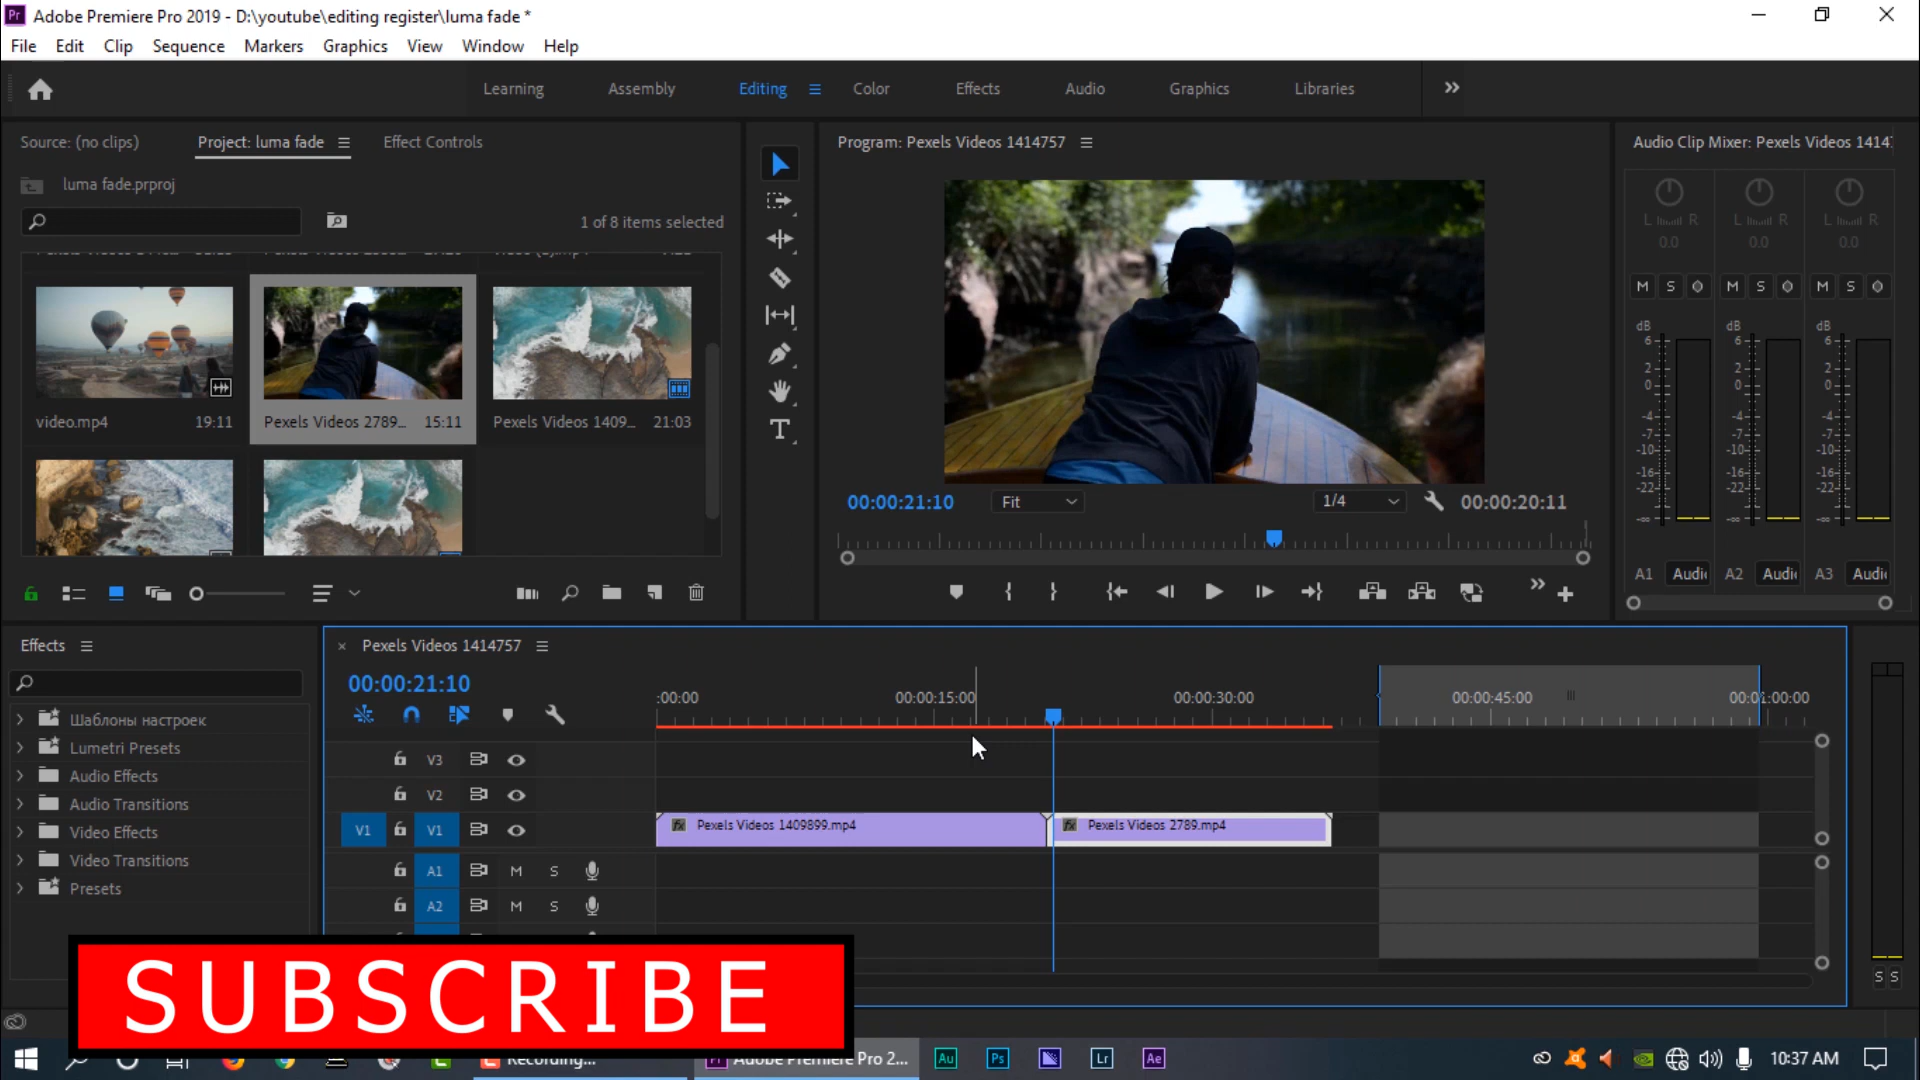 Pr Adobe Premiere Pro 2019 - D:\youtube\editing register\luma fade *
File Edit Clip Sequence Markers Graphics View Window Help
Learning Assembly Editing Color Effects Audio Graphics Libraries
Source: (no clips) Project: luma fade Effect Controls
luma fade.prproj
1 of 8 items selected
video.mp4 19:11
Pexels Videos 2789... 15:11
Pexels Videos 1409... 21:03
Program: Pexels Videos 1414757
00:00:21:10 Fit 1/4 00:00:20:11
Audio Clip Mixer: Pexels Videos 1414
L R L R L R
0.0 0.0 0.0
M S M S M S
dB dB dB
6 6 6
2 2 2
0 0 0
-4 -4 -4
-7 -7 -7
-10 -10 -10
-16 -16 -16
-22 -22 -22
-∞ -∞ -∞
A1 Audi A2 Audi A3 Audi
Effects
Шаблоны настроек
Lumetri Presets
Audio Effects
Audio Transitions
Video Effects
Video Transitions
Presets
× Pexels Videos 1414757
00:00:21:10
:00:00 00:00:15:00 00:00:30:00 00:00:45:00 00:01:00:00
V3
V2
V1 V1 fx Pexels Videos 1409899.mp4 fx Pexels Videos 2789.mp4
A1 M S
A2 M S
S S
SUBSCRIBE
Recording... Pr Adobe Premiere Pro 2... Au Ps Lr Ae 10:37 AM